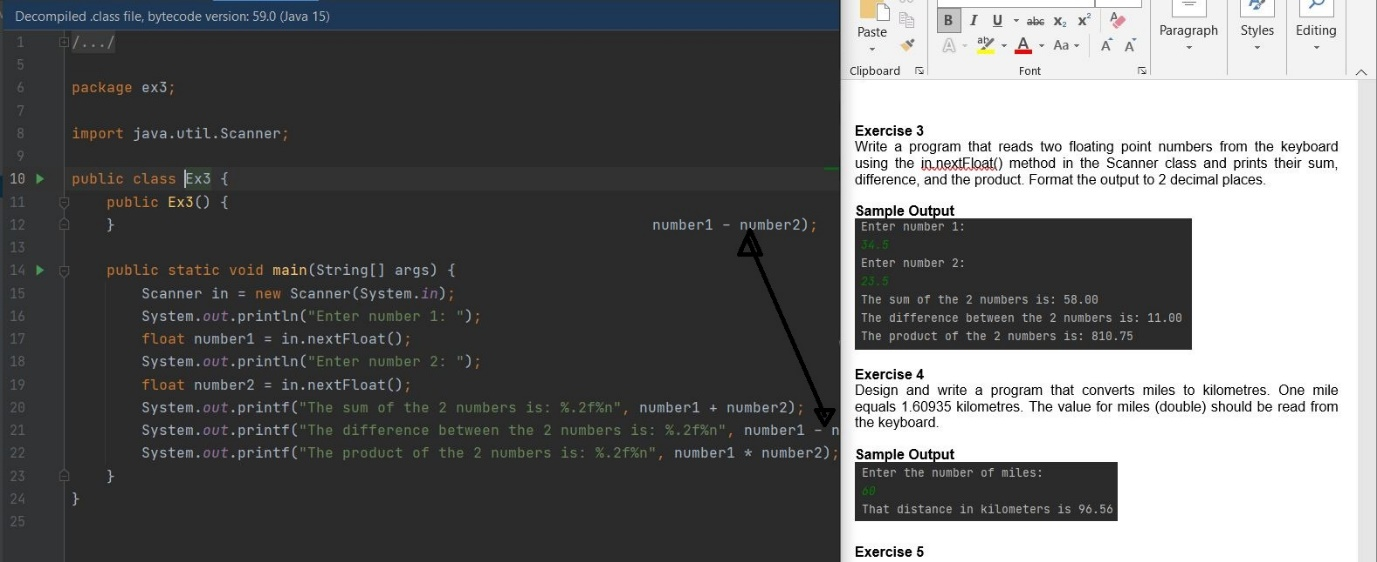 Decompiled .class file, bytecode version: 59.0 (Java 15)
1 /.../
5
6 package ex3;
7
8 import java.util.Scanner;
9
10 public class Ex3 {
11 public Ex3() {
12 } number1 - number2);
13
14 public static void main(String[] args) {
15 Scanner in = new Scanner(System.in);
16 System.out.println("Enter number 1: ");
17 float number1 = in.nextFloat();
18 System.out.println("Enter number 2: ");
19 float number2 = in.nextFloat();
20 System.out.printf("The sum of the 2 numbers is: %.2f%n", number1 + number2);
21 System.out.printf("The difference between the 2 numbers is: %.2f%n", number1 - n
22 System.out.printf("The product of the 2 numbers is: %.2f%n", number1 * number2);
23 }
24 }
25
Paste
B I U abc x₂ x²
A aby A Aa A A
Clipboard
Font
Paragraph
Styles
Editing
Exercise 3
Write a program that reads two floating point numbers from the keyboard
using the in.nextFloat() method in the Scanner class and prints their sum,
difference, and the product. Format the output to 2 decimal places.
Sample Output
Enter number 1:
34.5
Enter number 2:
23.5
The sum of the 2 numbers is: 58.00
The difference between the 2 numbers is: 11.00
The product of the 2 numbers is: 810.75
Exercise 4
Design and write a program that converts miles to kilometres. One mile
equals 1.60935 kilometres. The value for miles (double) should be read from
the keyboard.
Sample Output
Enter the number of miles:
60
That distance in kilometers is 96.56
Exercise 5